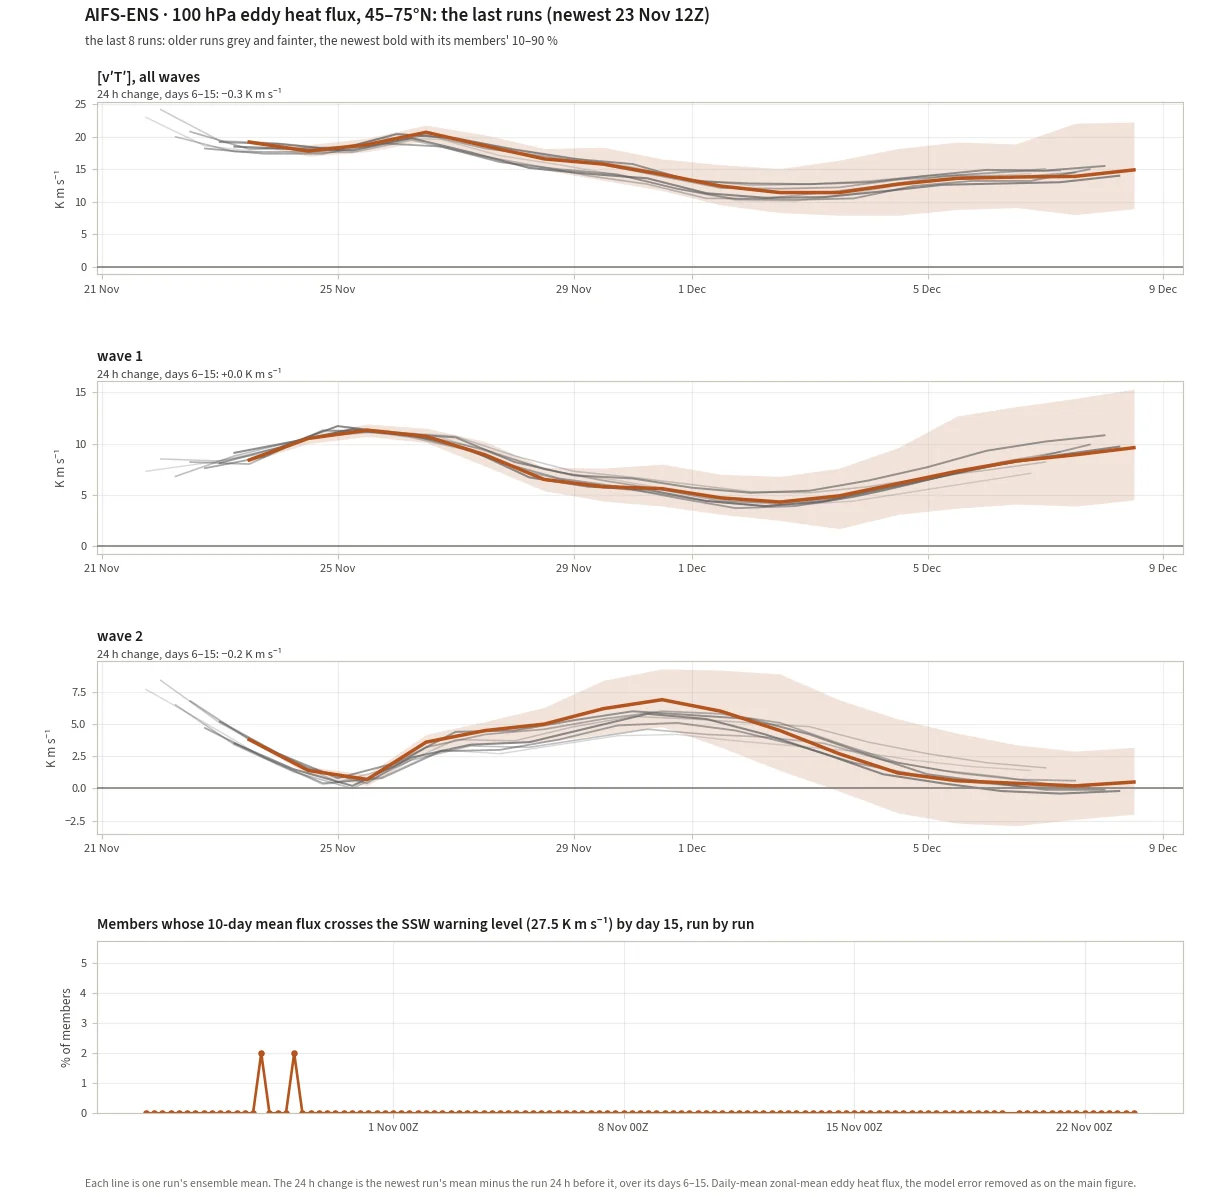 AIFS-ENS · 100 hPa eddy heat flux, 45–75°N: the last runs (newest 23 Nov 12Z)
the last 8 runs: older runs grey and fainter, the newest bold with its members' 10–90 %
[v′T′], all waves
24 h change, days 6–15: −0.3 K m s⁻¹
25
20
15
10
5
0
K m s⁻¹
21 Nov
25 Nov
29 Nov
1 Dec
5 Dec
9 Dec
wave 1
24 h change, days 6–15: +0.0 K m s⁻¹
15
10
5
0
K m s⁻¹
21 Nov
25 Nov
29 Nov
1 Dec
5 Dec
9 Dec
wave 2
24 h change, days 6–15: −0.2 K m s⁻¹
7.5
5.0
2.5
0.0
−2.5
K m s⁻¹
21 Nov
25 Nov
29 Nov
1 Dec
5 Dec
9 Dec
Members whose 10-day mean flux crosses the SSW warning level (27.5 K m s⁻¹) by day 15, run by run
5
4
3
2
1
0
% of members
1 Nov 00Z
8 Nov 00Z
15 Nov 00Z
22 Nov 00Z
Each line is one run's ensemble mean. The 24 h change is the newest run's mean minus the run 24 h before it, over its days 6–15. Daily-mean zonal-mean eddy heat flux, the model error removed as on the main figure.